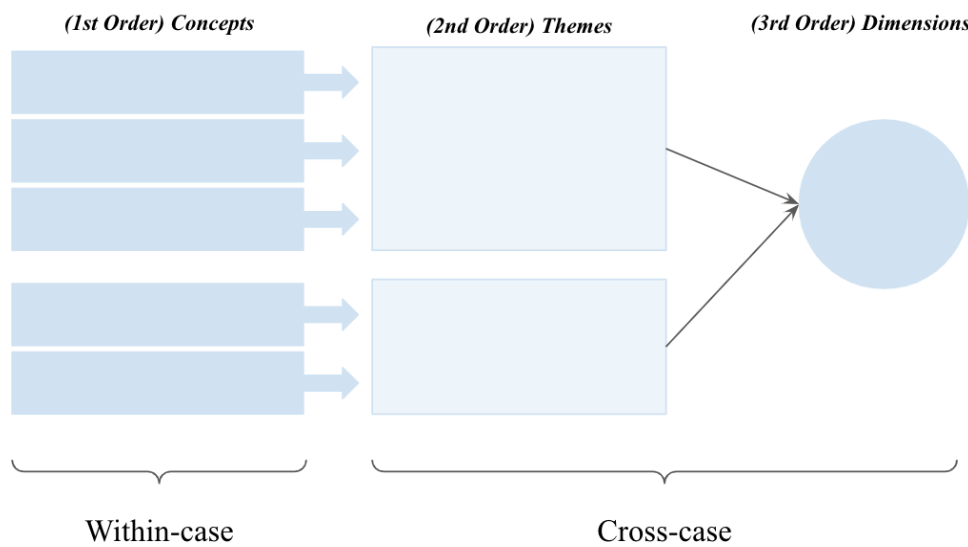 (1st Order) Concepts
(2nd Order) Themes
(3rd Order) Dimensions
Within-case
Cross-case